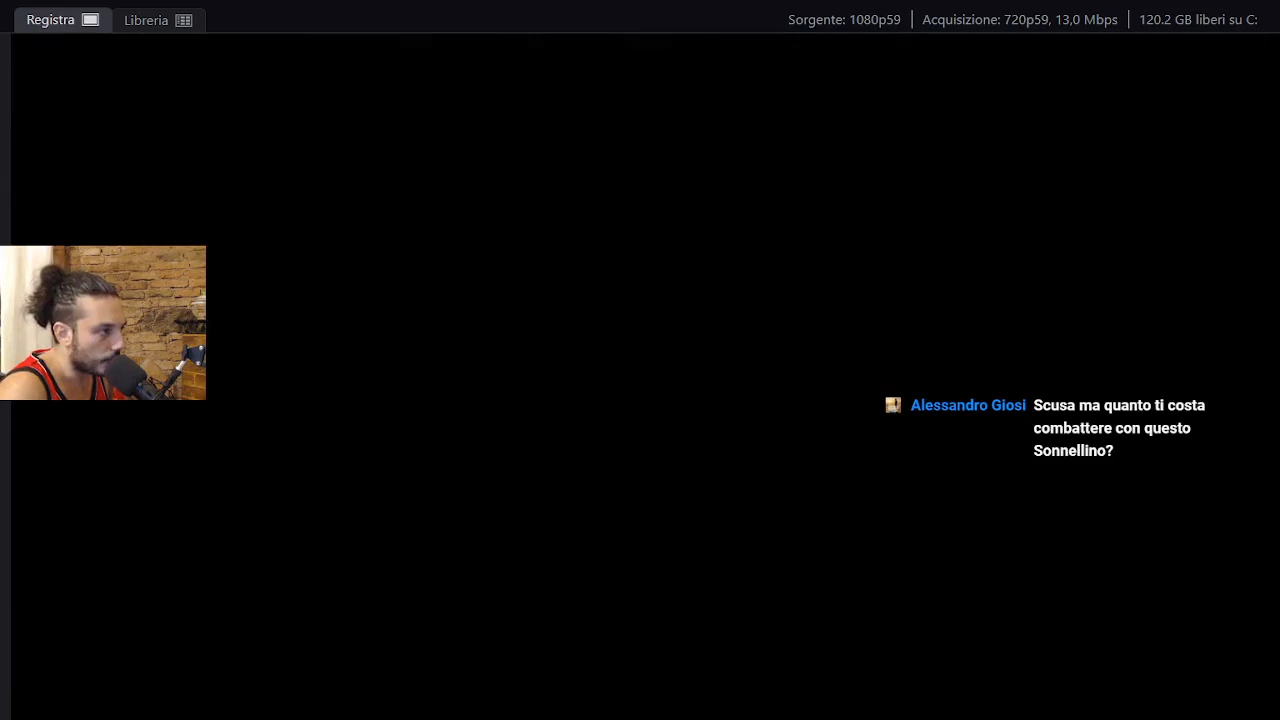 Registra
Libreria
Sorgente: 1080p59
Acquisizione: 720p59, 13,0 Mbps
120.2 GB liberi su C:
Alessandro Giosi Scusa ma quanto ti costa
combattere con questo
Sonnellino?